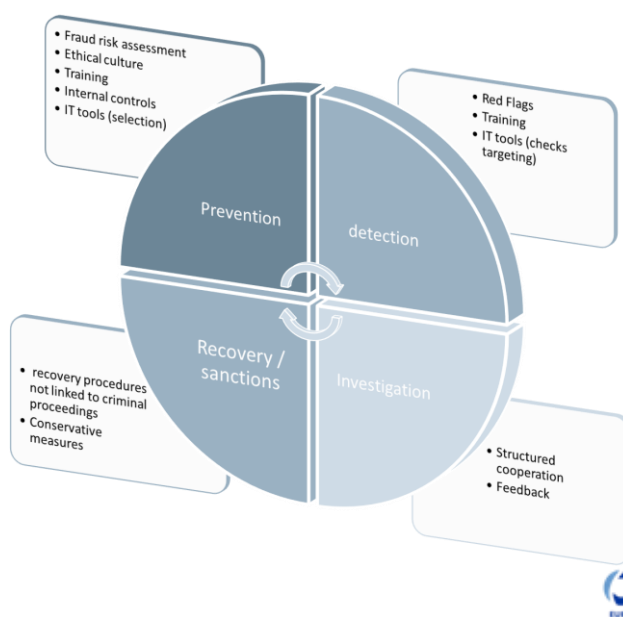 • Fraud risk assessment
• Ethical culture
• Training
• Internal controls
• IT tools (selection)
• Red Flags
• Training
• IT tools (checks
targeting)
Prevention
detection
Recovery /
sanctions
Investigation
• recovery procedures
not linked to criminal
proceedings
• Conservative
measures
• Structured
cooperation
• Feedback